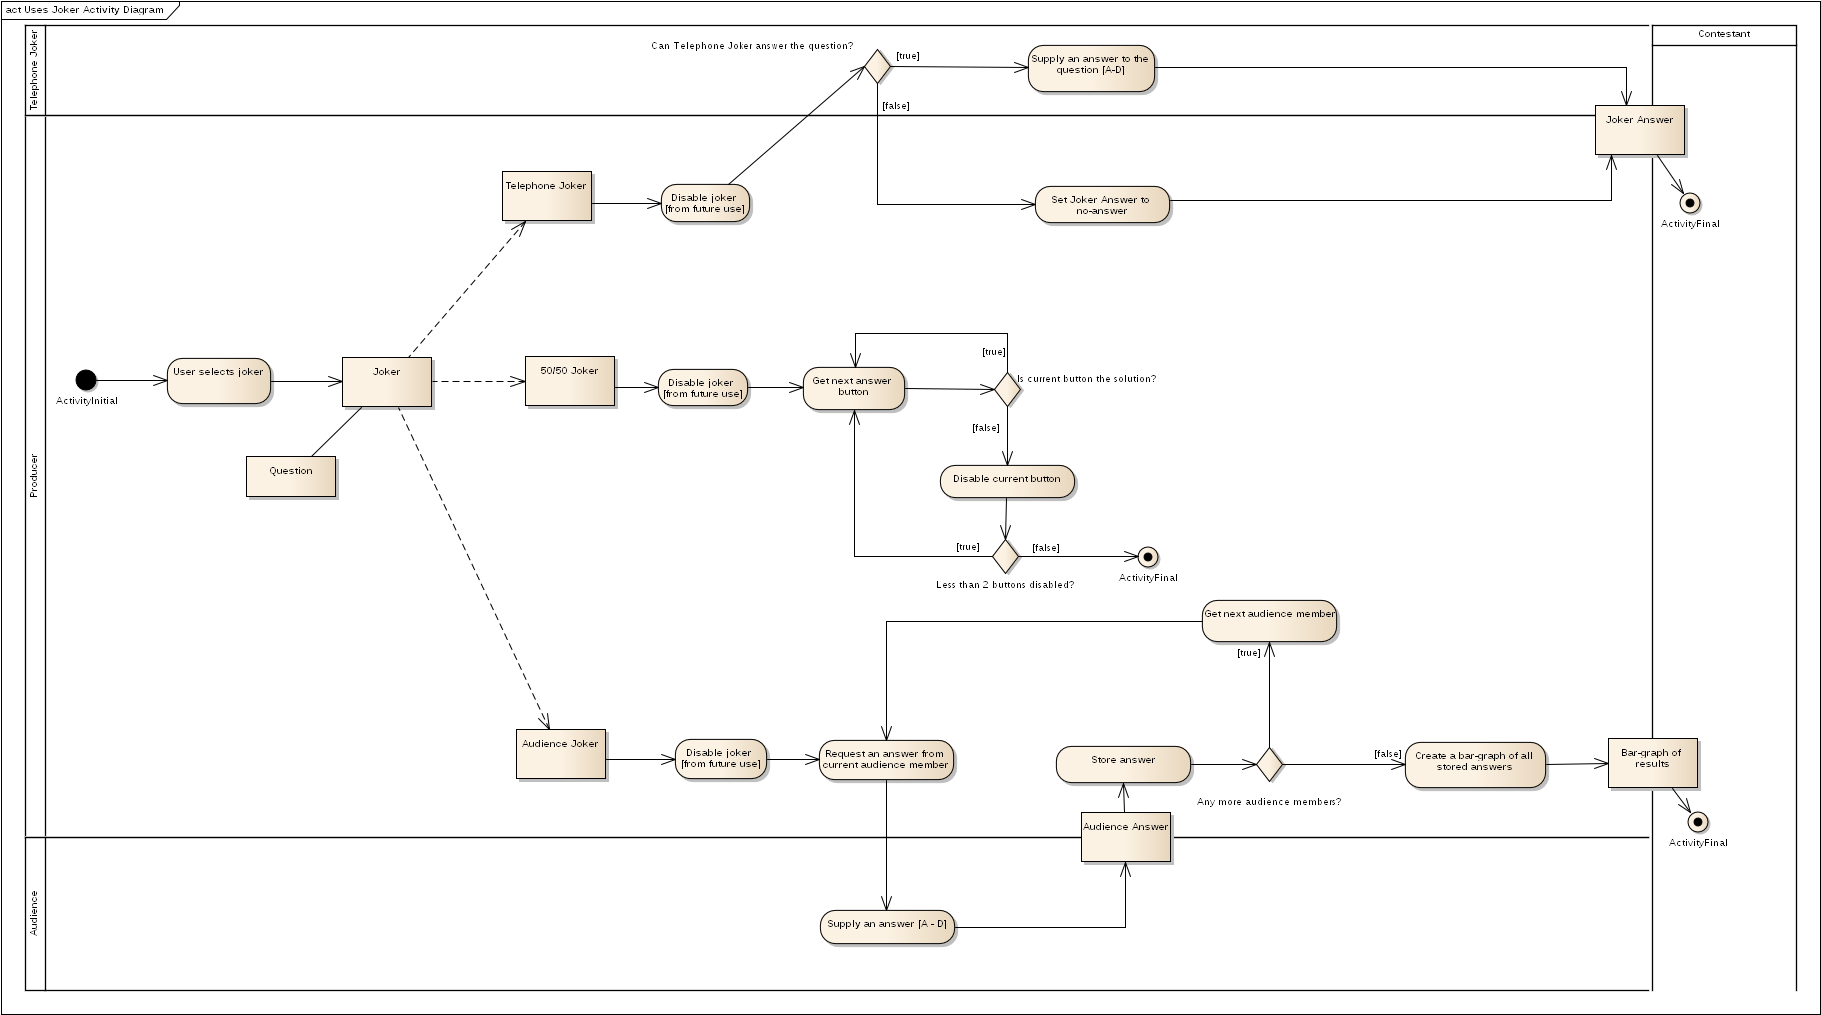 act Uses Joker Activity Diagram
Telephone Joker
Contestant
Can Telephone Joker answer the question?
[true]
Supply an answer to the
question [A-D]
[false]
Joker Answer
Telephone Joker
Disable joker
[from future use]
Set Joker Answer to
no-answer
ActivityFinal
Producer
ActivityInitial
User selects joker
Joker
Question
50/50 Joker
Disable joker
[from future use]
Get next answer
button
[true]
Is current button the solution?
[false]
Disable current button
[true]
[false]
Less than 2 buttons disabled?
ActivityFinal
Get next audience member
[true]
Audience Joker
Disable joker
[from future use]
Request an answer from
current audience member
Store answer
Any more audience members?
[false]
Create a bar-graph of all
stored answers
Bar-graph of
results
ActivityFinal
Audience Answer
Audience
Supply an answer [A - D]